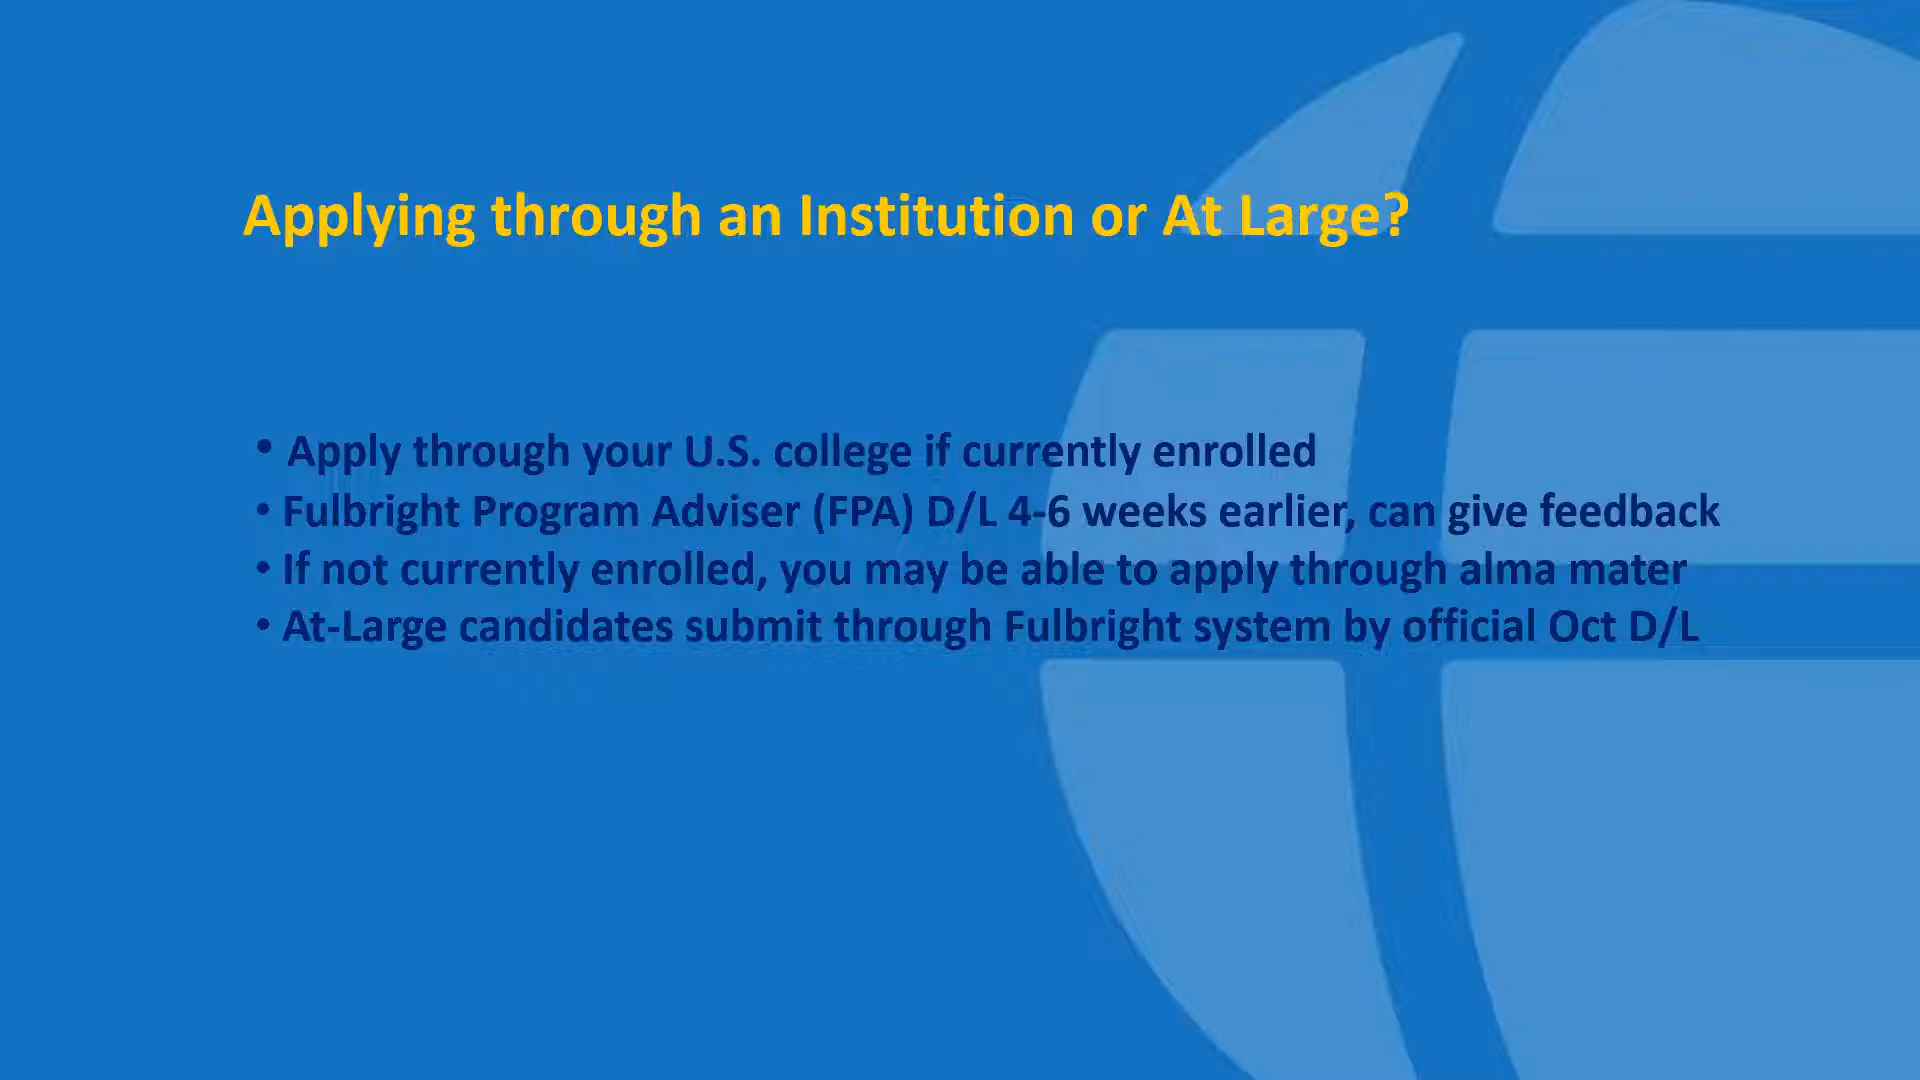 Applying through an Institution or At Large?
• Apply through your U.S. college if currently enrolled
• Fulbright Program Adviser (FPA) D/L 4-6 weeks earlier, can give feedback
• If not currently enrolled, you may be able to apply through alma mater
• At-Large candidates submit through Fulbright system by official Oct D/L